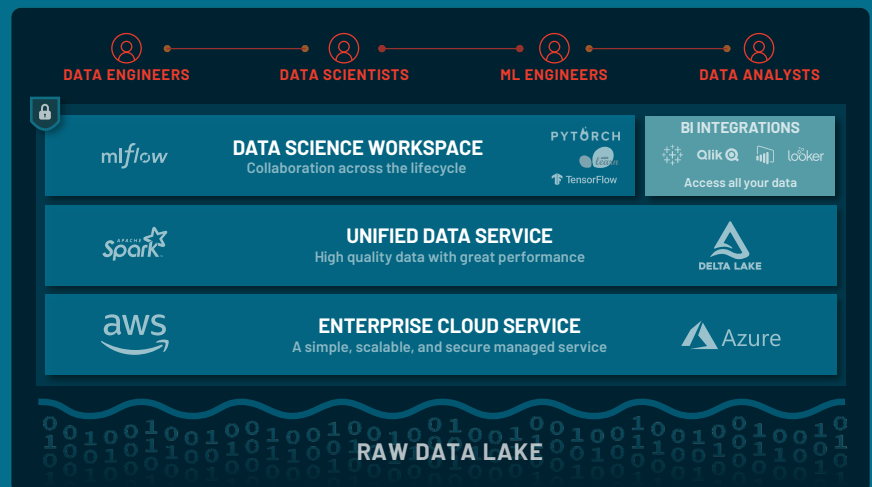 DATA ENGINEERS
DATA SCIENTISTS
ML ENGINEERS
DATA ANALYSTS
mlflow
DATA SCIENCE WORKSPACE
Collaboration across the lifecycle
PYTORCH
learn
TensorFlow
BI INTEGRATIONS
Qlik
looker
Access all your data
APACHE
Spark
UNIFIED DATA SERVICE
High quality data with great performance
DELTA LAKE
aws
ENTERPRISE CLOUD SERVICE
A simple, scalable, and secure managed service
Azure
RAW DATA LAKE